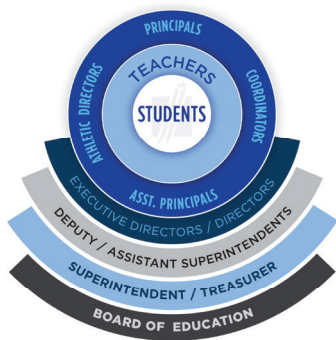 PRINCIPALS
ATHLETIC DIRECTORS
COORDINATORS
TEACHERS
STUDENTS
ASST. PRINCIPALS
EXECUTIVE DIRECTORS / DIRECTORS
DEPUTY / ASSISTANT SUPERINTENDENTS
SUPERINTENDENT / TREASURER
BOARD OF EDUCATION